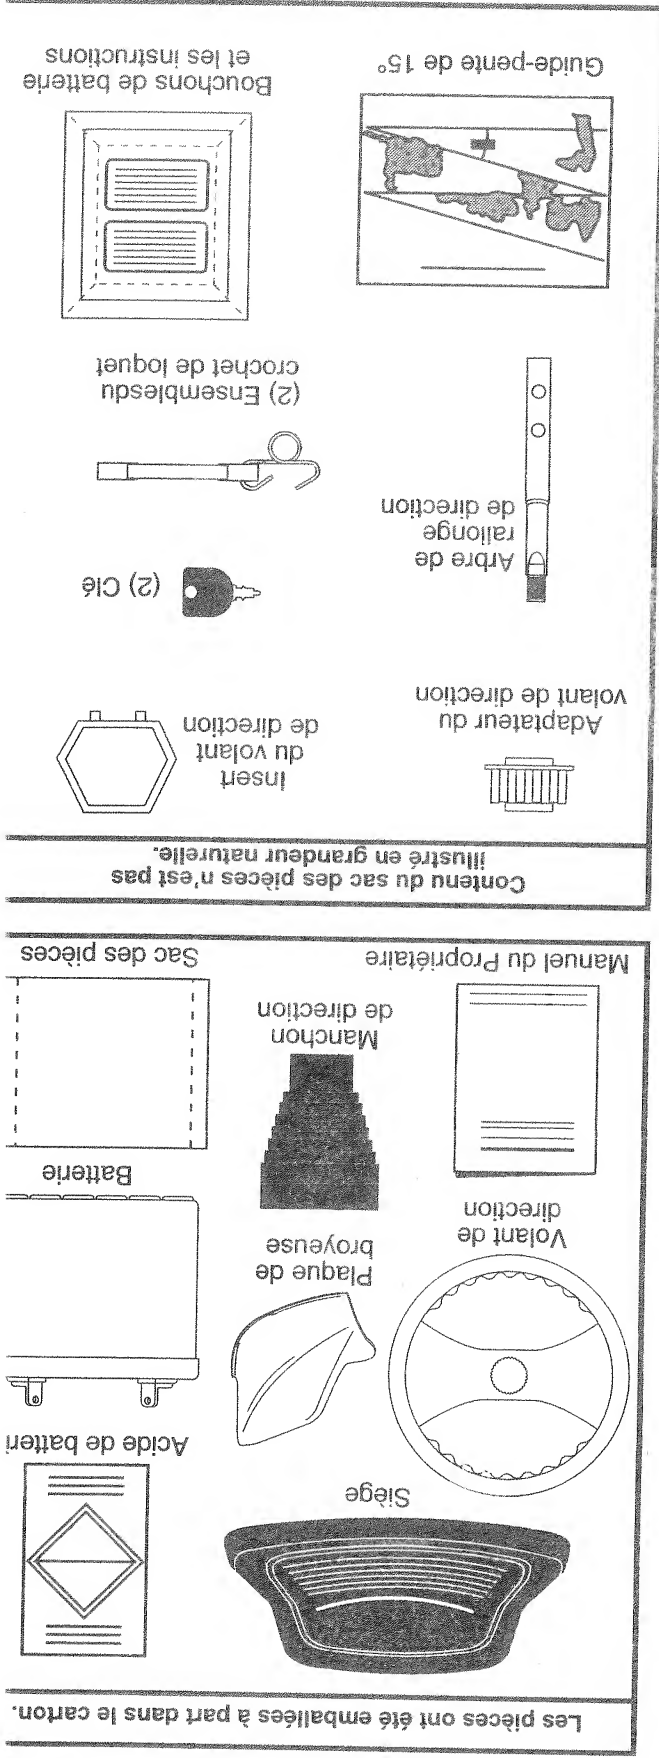 Les pièces ont été emballées à part dans le carton.
Siège
Acide de batteri
Volant de
direction
Plaque de
broyeuse
Batterie
Manuel du Propriétaire
Manchon
de direction
Sac des pièces
Contenu du sac des pièces n'est pas
illustré en grandeur naturelle.
Adaptateur du
volant de direction
Insert
du volant
de direction
Arbre de
rallonge
de direction
(2) Clé
(2) Ensemblesdu
crochet de loquet
Guide-pente de 15°
Bouchons de batterie
et les instructions